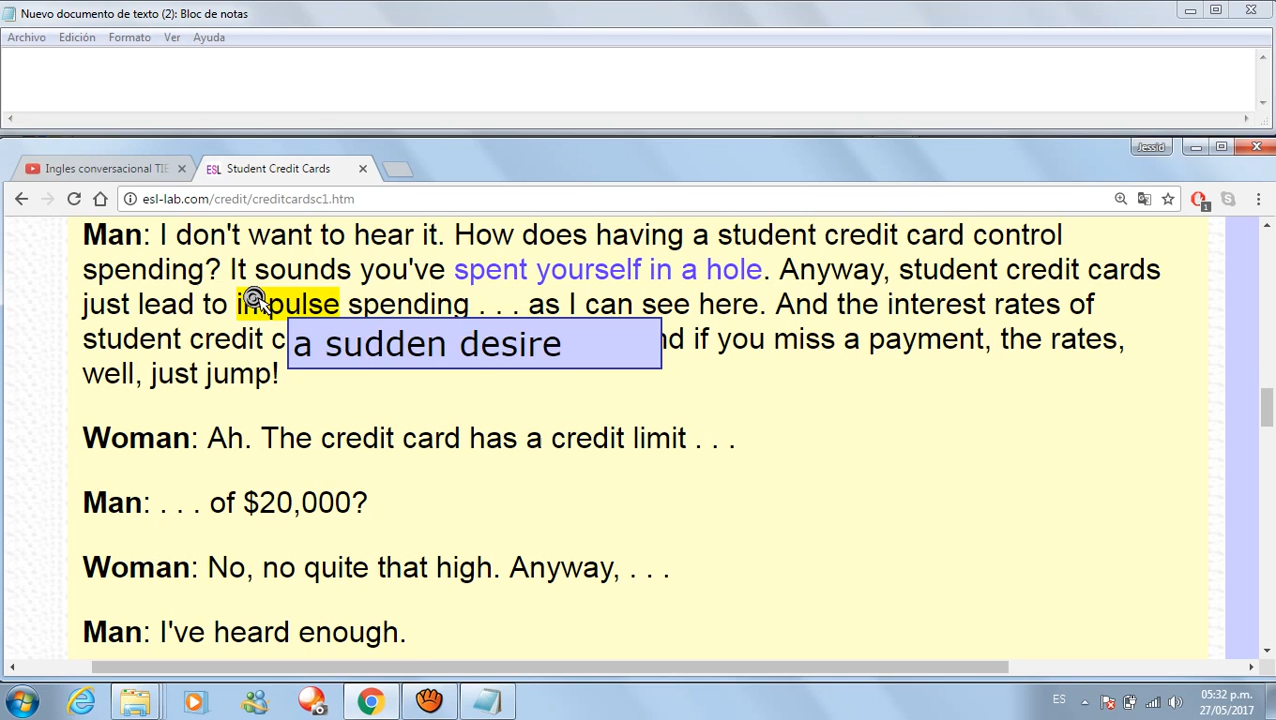 Nuevo documento de texto (2): Bloc de notas
Archivo Edición Formato Ver Ayuda
Jessid
Ingles conversacional TIE
ESL Student Credit Cards
esl-lab.com/credit/creditcardsc1.htm
1
Man: I don't want to hear it. How does having a student credit card control
spending? It sounds you've spent yourself in a hole. Anyway, student credit cards
just lead to impulse spending . . . as I can see here. And the interest rates of
student credit c
a sudden desire
nd if you miss a payment, the rates,
well, just jump!
Woman: Ah. The credit card has a credit limit . . .
Man: . . . of $20,000?
Woman: No, no quite that high. Anyway, . . .
Man: I've heard enough.
ES
05:32 p.m.
27/05/2017